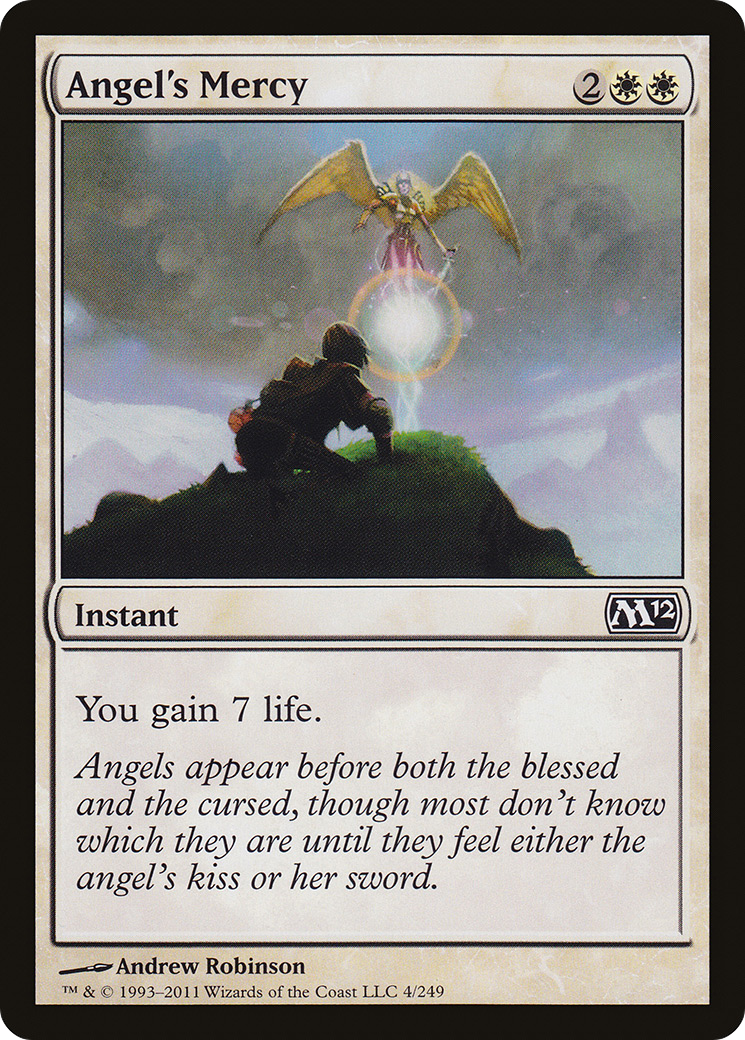 Angel's Mercy 2
Instant M12
You gain 7 life.
Angels appear before both the blessed
and the cursed, though most don't know
which they are until they feel either the
angel's kiss or her sword.
Andrew Robinson
™ & © 1993–2011 Wizards of the Coast LLC 4/249